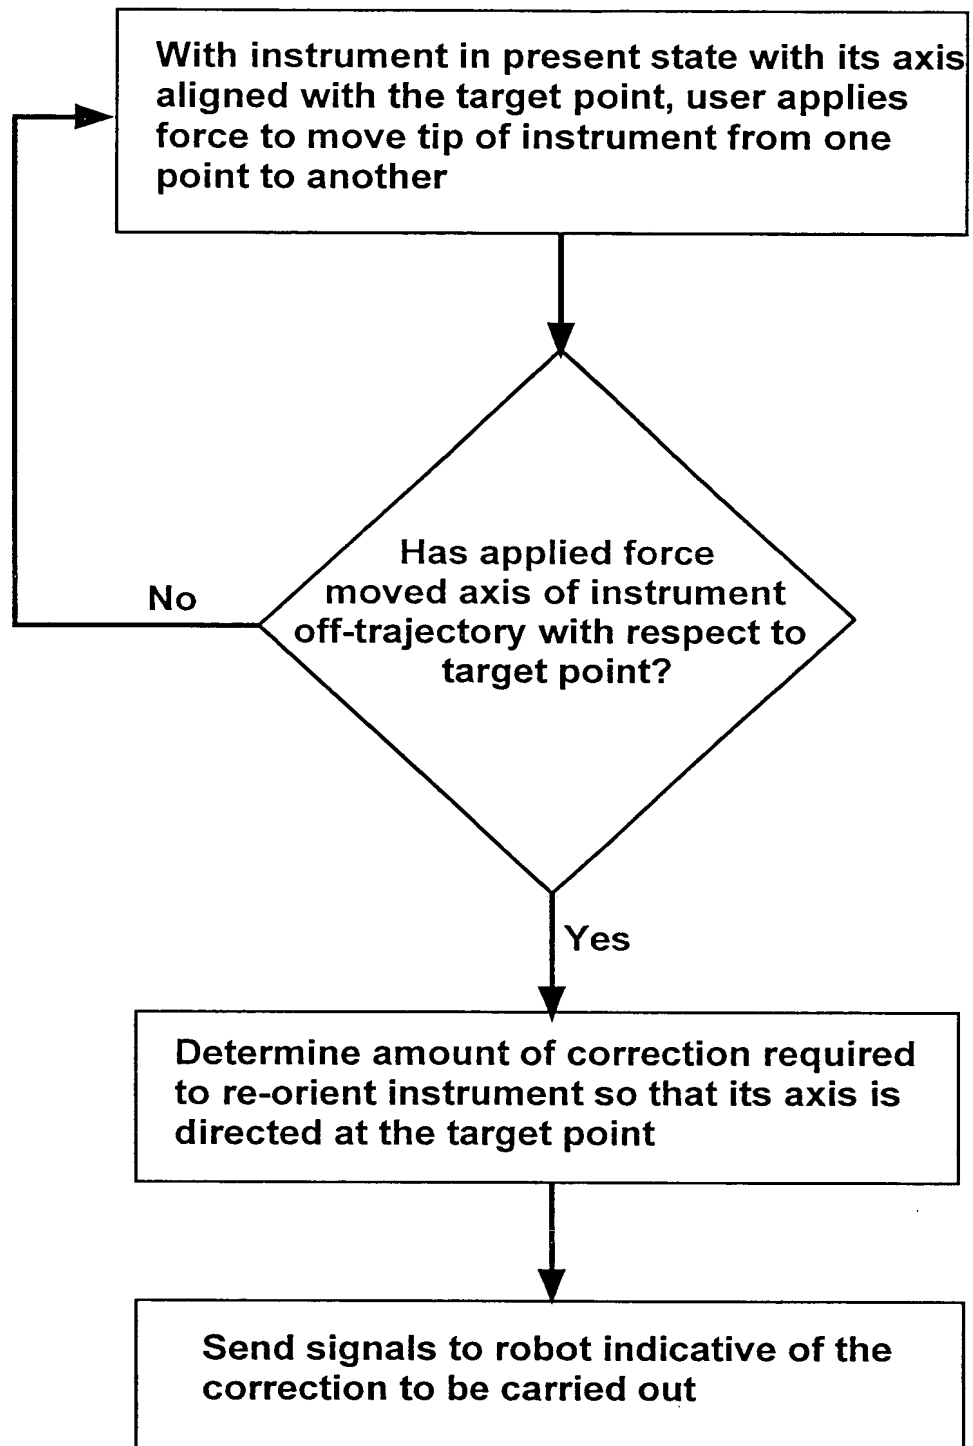 With instrument in present state with its axis
aligned with the target point, user applies
force to move tip of instrument from one
point to another
Has applied force
moved axis of instrument
off-trajectory with respect to
target point?
No
Yes
Determine amount of correction required
to re-orient instrument so that its axis is
directed at the target point
Send signals to robot indicative of the
correction to be carried out